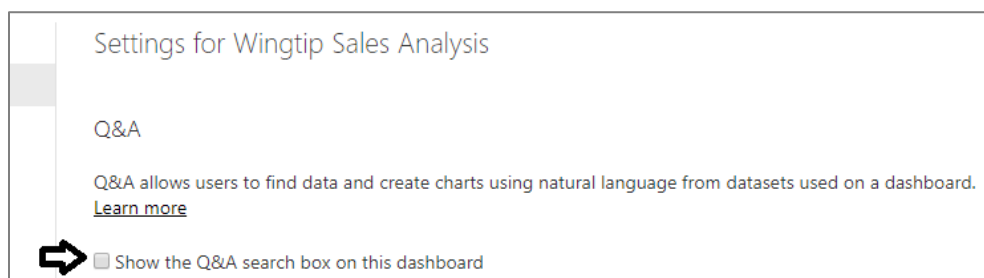 Settings for Wingtip Sales Analysis
Q&A
Q&A allows users to find data and create charts using natural language from datasets used on a dashboard.
Learn more
Show the Q&A search box on this dashboard